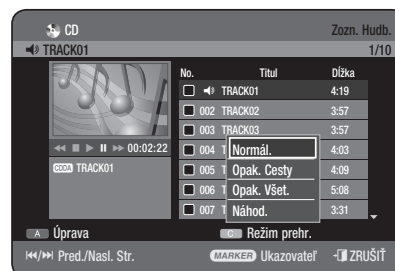 CD Zozn. Hudb.
TRACK01 1/10
No. Titul Dĺžka
TRACK01 4:19
002 TRACK02 3:57
003 TRACK03 3:57
004 T 4:03
005 T 4:09
006 T 5:08
007 T 3:31
Normál.
Opak. Cesty
Opak. Všet.
Náhod.
00:02:22
CDDA TRACK01
A Úprava C Režim prehr.
Pred./Nasl. Str. MARKER Ukazovateľ ZRUŠIŤ